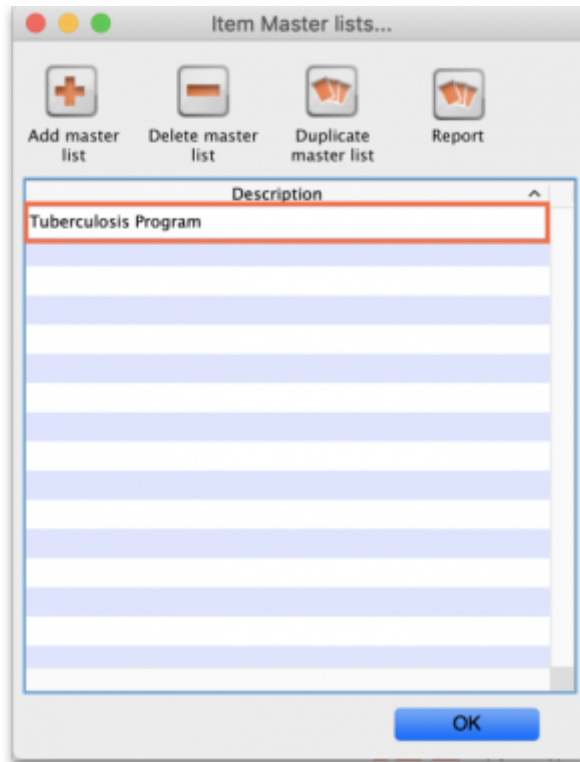 Item Master lists...
Add master
list
Delete master
list
Duplicate
master list
Report
Description
Tuberculosis Program
OK